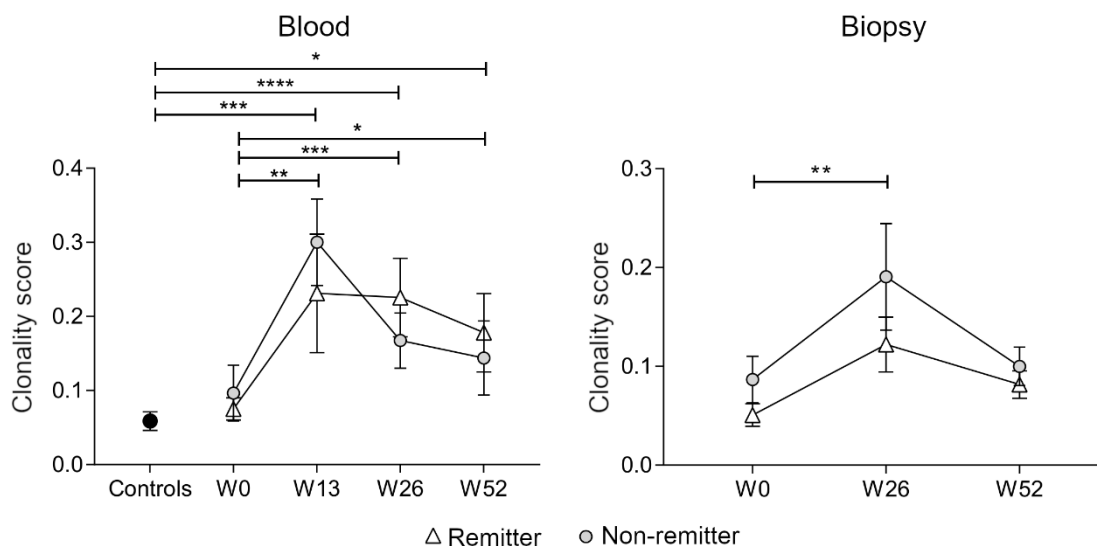 Blood
*
****
***
*
***
**
Clonality score
0.4
0.3
0.2
0.1
0.0
Controls W0 W13 W26 W52
Biopsy
**
Clonality score
0.3
0.2
0.1
0.0
W0 W26 W52
Remitter Non-remitter